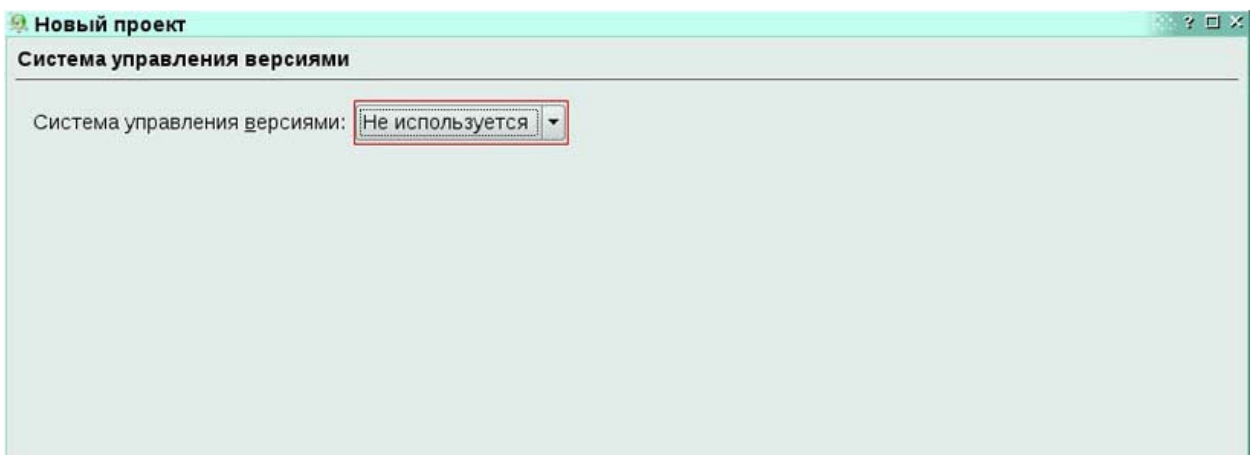 Новый проект
Система управления версиями
Система управления версиями: Не используется